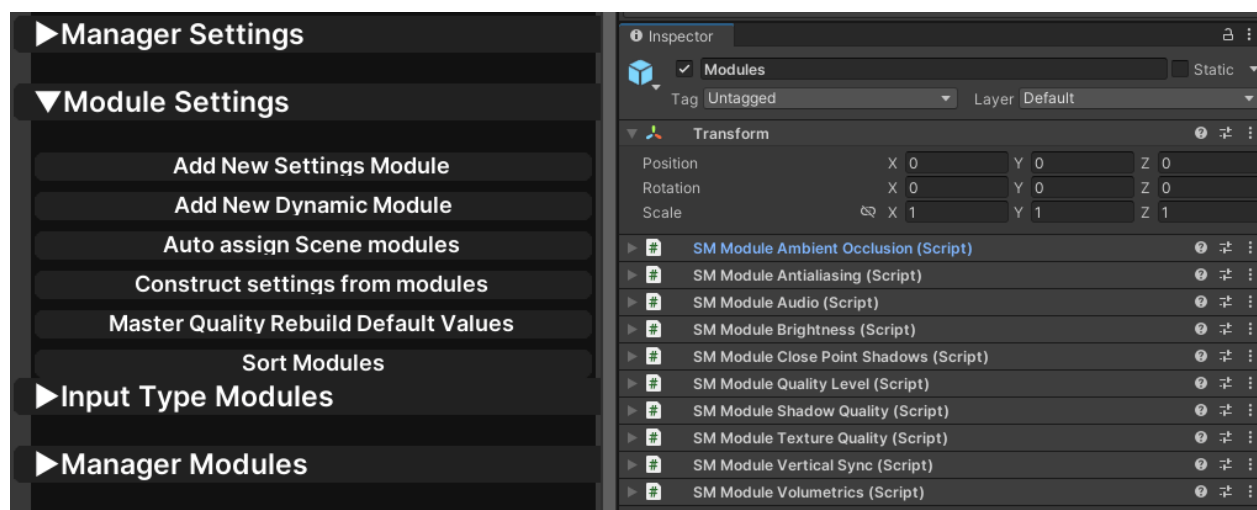 ▶Manager Settings
▼Module Settings
Add New Settings Module
Add New Dynamic Module
Auto assign Scene modules
Construct settings from modules
Master Quality Rebuild Default Values
Sort Modules
▶Input Type Modules
▶Manager Modules
Inspector
Modules Static
Tag Untagged Layer Default
Transform
Position X 0 Y 0 Z 0
Rotation X 0 Y 0 Z 0
Scale X 1 Y 1 Z 1
# SM Module Ambient Occlusion (Script)
# SM Module Antialiasing (Script)
# SM Module Audio (Script)
# SM Module Brightness (Script)
# SM Module Close Point Shadows (Script)
# SM Module Quality Level (Script)
# SM Module Shadow Quality (Script)
# SM Module Texture Quality (Script)
# SM Module Vertical Sync (Script)
# SM Module Volumetrics (Script)